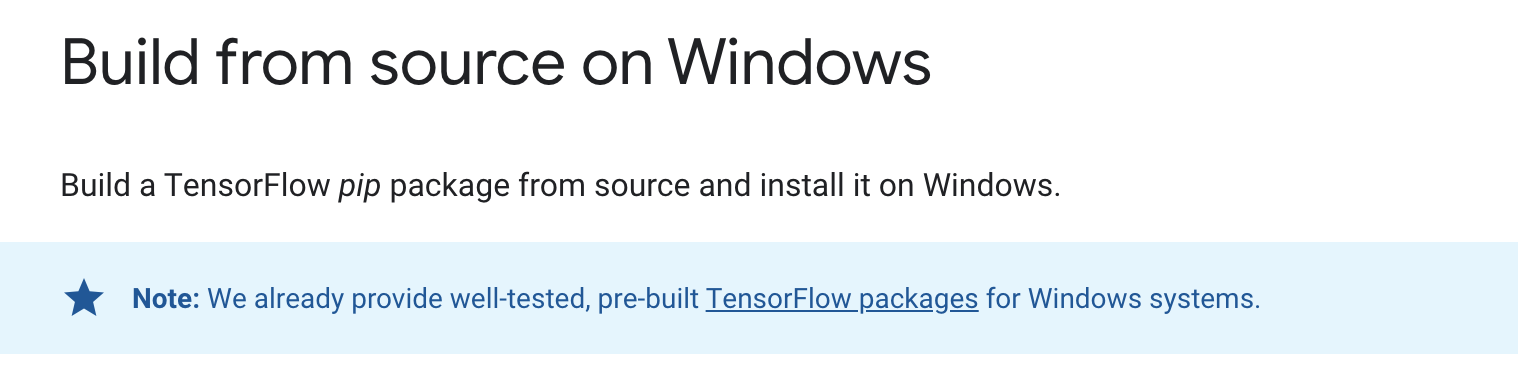 Build from source on Windows
Build a TensorFlow pip package from source and install it on Windows.
Note: We already provide well-tested, pre-built TensorFlow packages for Windows systems.